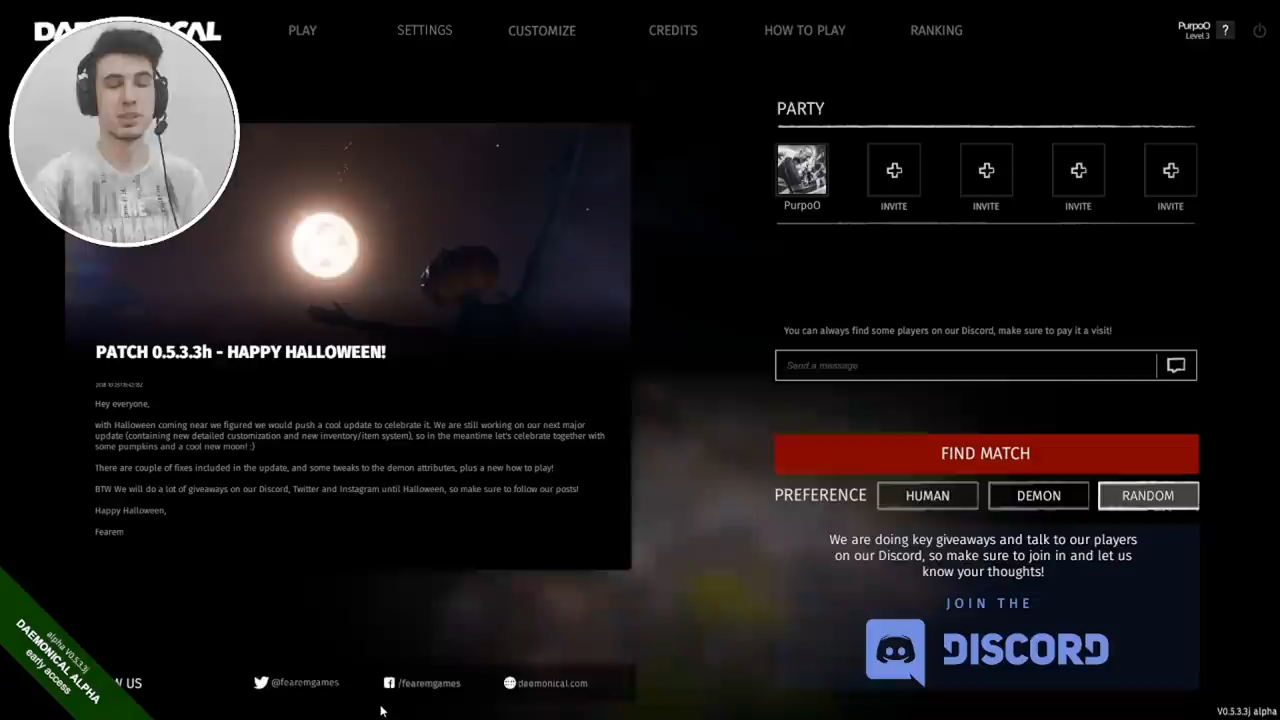 DAEMONICAL
PLAY
SETTINGS
CUSTOMIZE
CREDITS
HOW TO PLAY
RANKING
PurpoO
Level 3
?
PARTY
PurpoO
INVITE
INVITE
INVITE
INVITE
PATCH 0.5.3.3h - HAPPY HALLOWEEN!
Hey everyone,
with Halloween coming near we figured we would push a cool update to celebrate it. We are still working on our next major
update (containing new detailed customization and new inventory/item system), so in the meantime let's celebrate together with
some pumpkins and a cool new moon! :)
There are couple of fixes included in the update, and some tweaks to the demon attributes, plus a new how to play!
BTW We will do a lot of giveaways on our Discord, Twitter and Instagram until Halloween, so make sure to follow our posts!
Happy Halloween,
Fearem
You can always find some players on our Discord, make sure to pay it a visit!
Send a message
FIND MATCH
PREFERENCE
HUMAN
DEMON
RANDOM
We are doing key giveaways and talk to our players
on our Discord, so make sure to join in and let us
know your thoughts!
JOIN THE
DISCORD
alpha V0.5.3.3j
DAEMONICAL ALPHA
early access
US
@fearemgames
/fearemgames
daemonical.com
V0.5.3.3j alpha